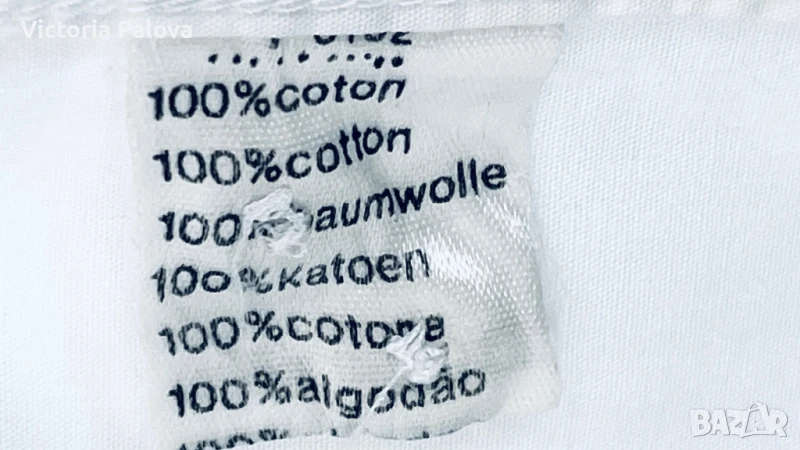 Victoria Palova
100%coton
100%cotton
100%baumwolle
100%katoen
100%cotone
100%algodão
BAZAR